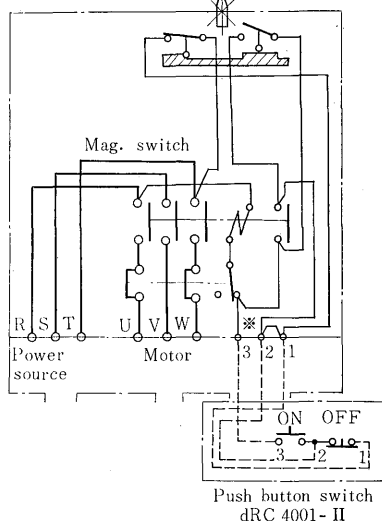 Mag. switch
R S T U V W ※
3 2 1
Power source
Motor
ON OFF
3 2 1
Push button switch
dRC 4001-II